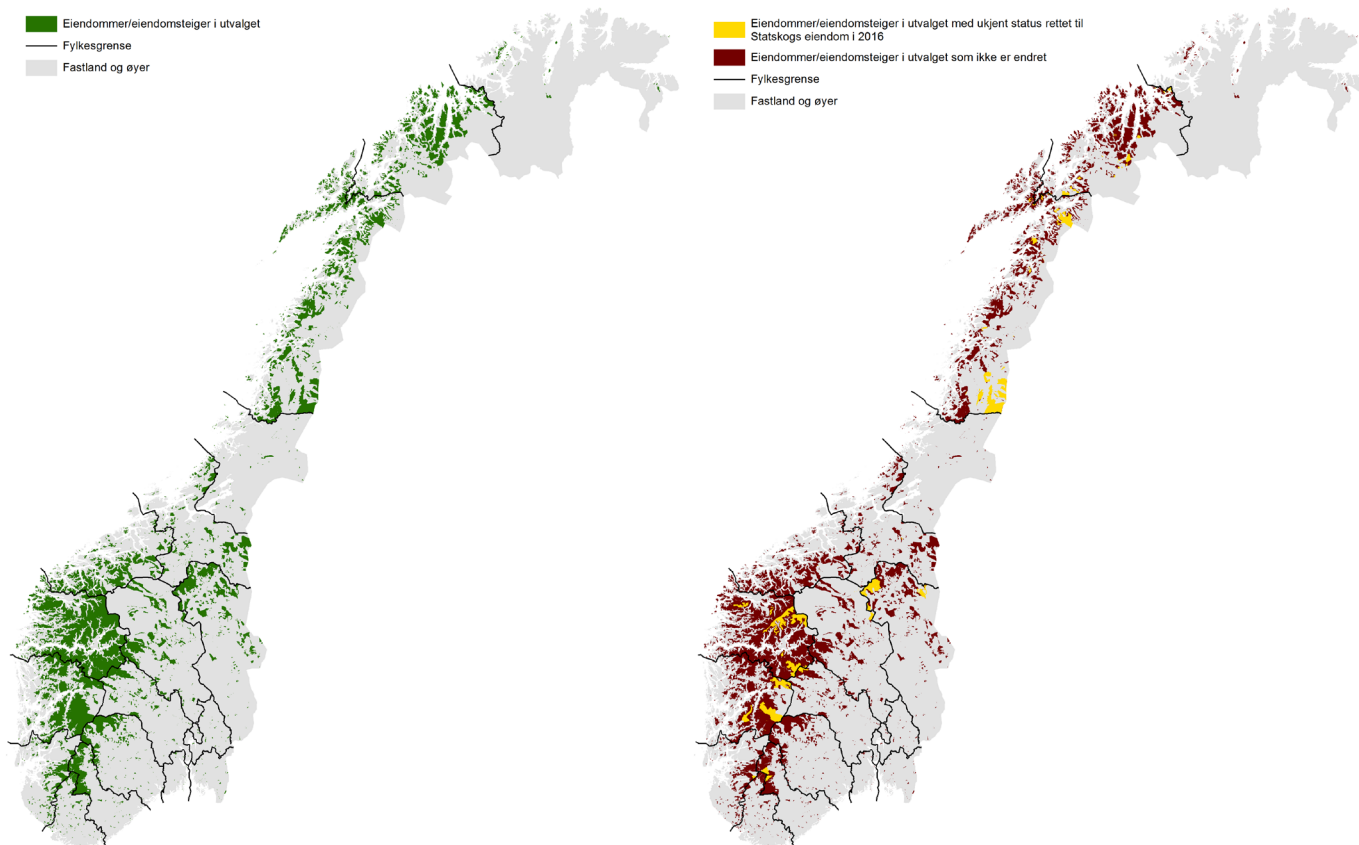 Eiendommer/eiendomsteiger i utvalget
Fylkesgrense
Fastland og øyer
Eiendommer/eiendomsteiger i utvalget med ukjent status rettet til
Statskogs eiendom i 2016
Eiendommer/eiendomsteiger i utvalget som ikke er endret
Fylkesgrense
Fastland og øyer